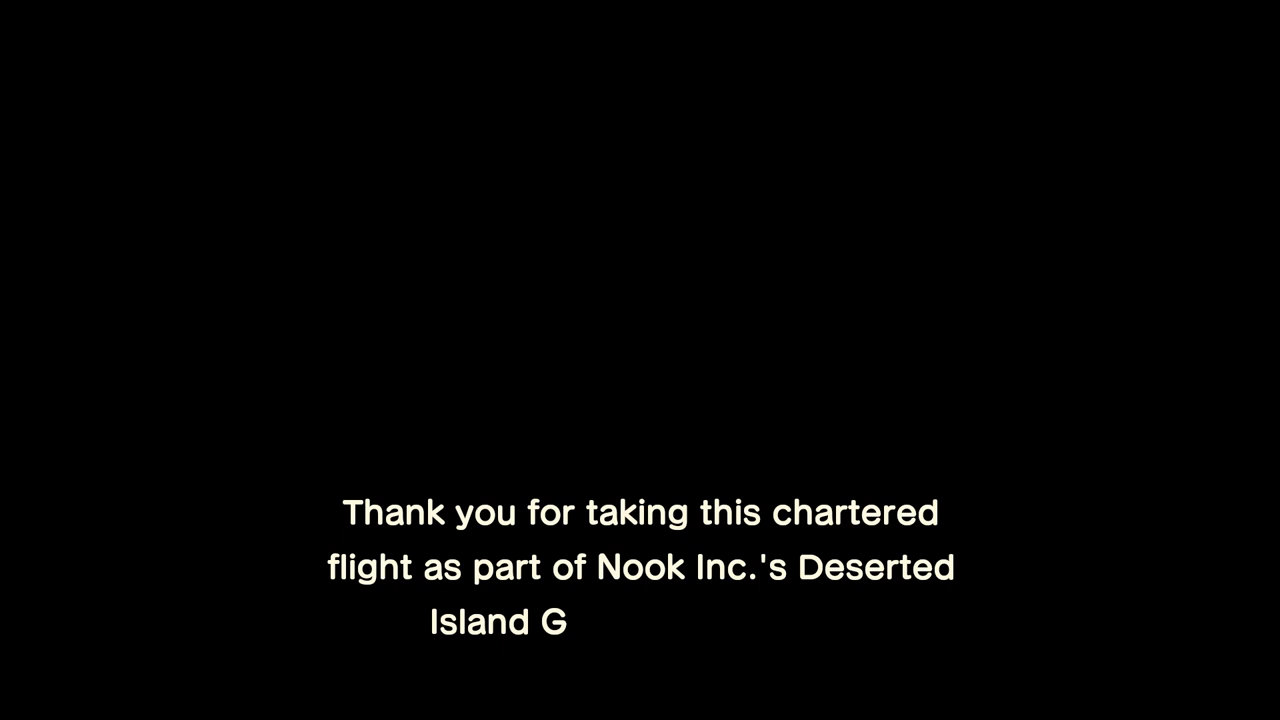 Thank you for taking this chartered
flight as part of Nook Inc.'s Deserted
Island G